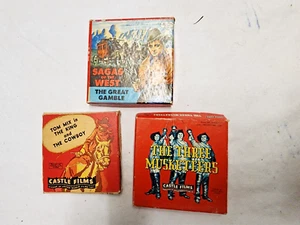 SAGAS
OF THE
WEST
THE GREAT
GAMBLE
TOM MIX in
THE KING
and
THE COWBOY
CASTLE FILMS
THE THREE
MUSKETEERS
CASTLE FILMS